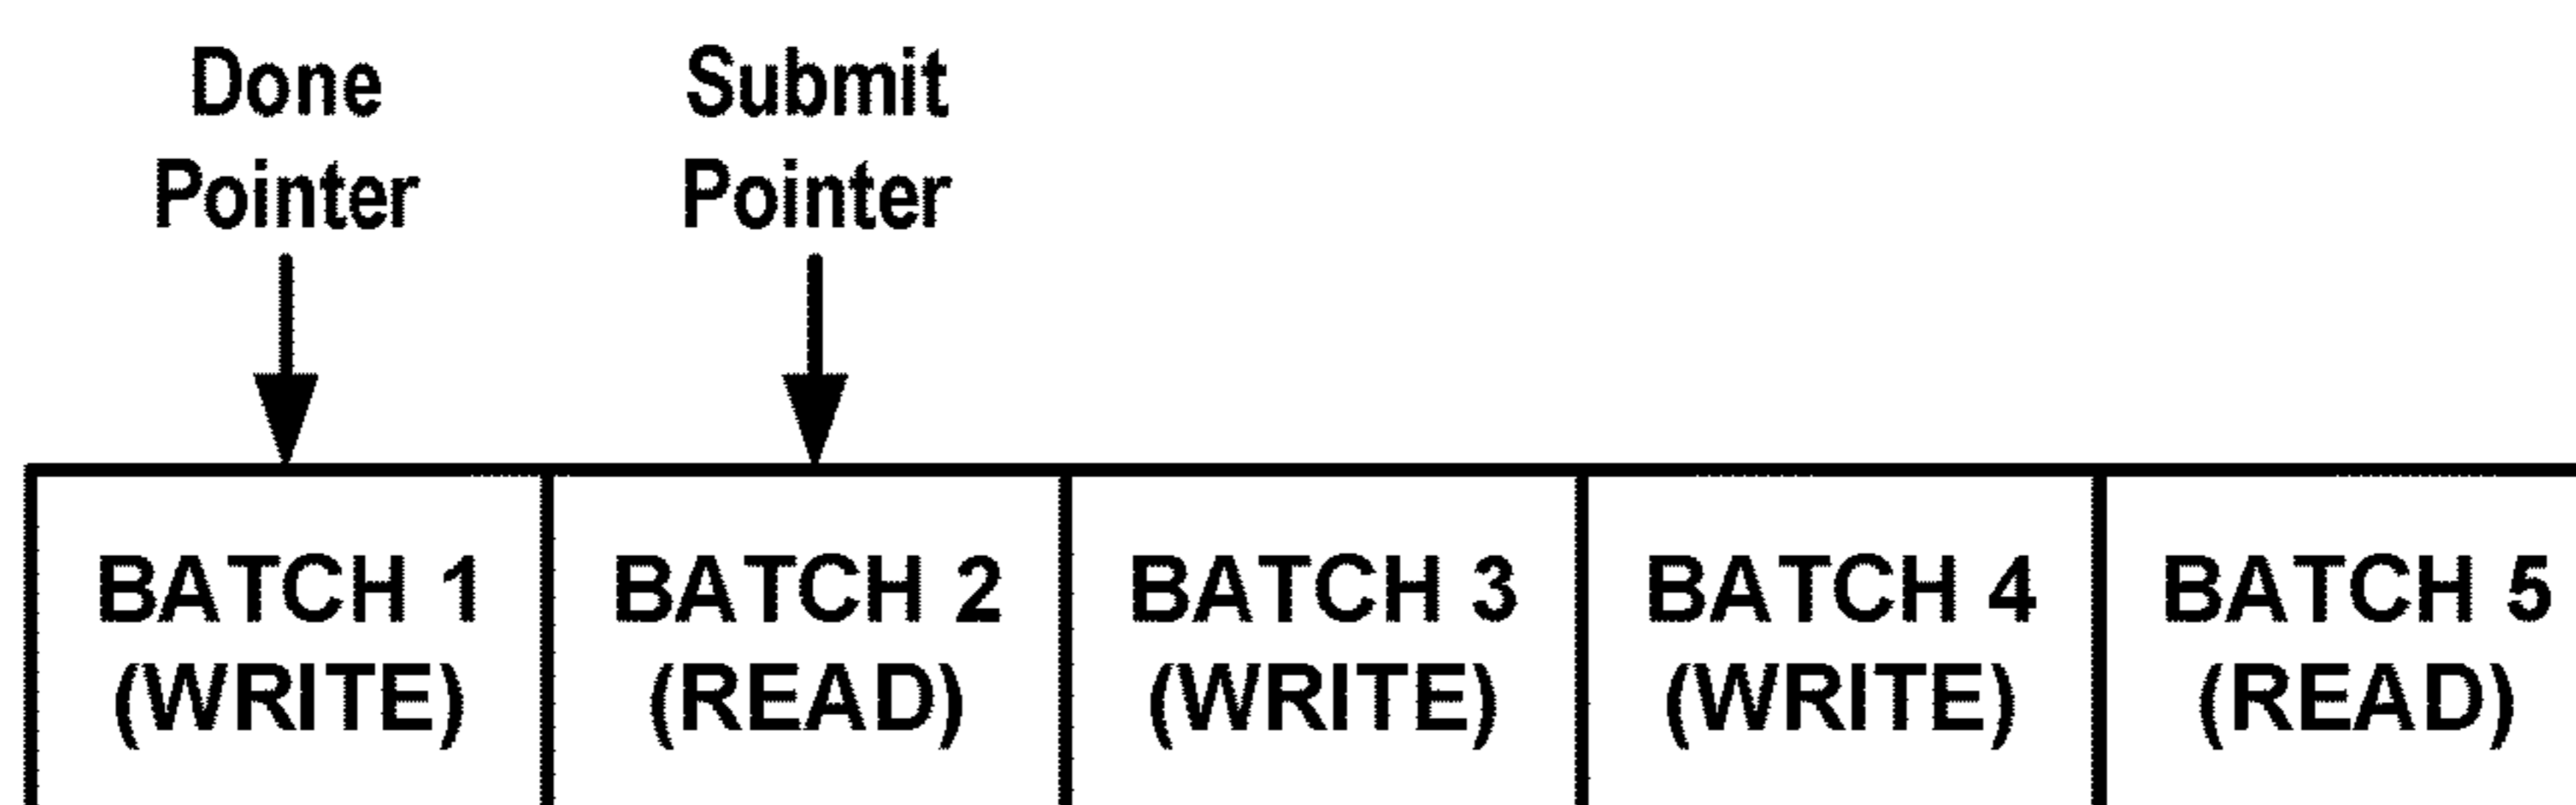 Done
Pointer
Submit
Pointer
BATCH 1
(WRITE)
BATCH 2
(READ)
BATCH 3
(WRITE)
BATCH 4
(WRITE)
BATCH 5
(READ)